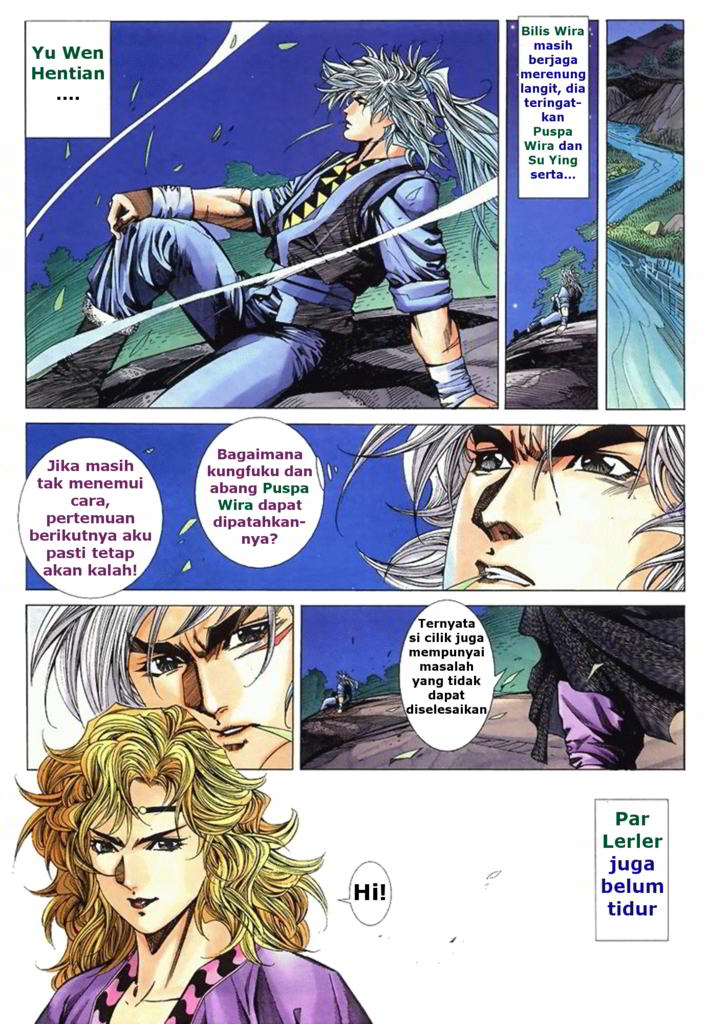 Bilis Wira
masih
berjaga
merenung
langit, dia
teringat-
kan
Puspa
Wira dan
Su Ying
serta...
Yu Wen
Hentian
....
Bagaimana
kungfuku dan
abang Puspa
Wira dapat
dipatahkan-
nya?
Jika masih
tak menemui
cara,
pertemuan
berikutnya aku
pasti tetap
akan kalah!
Ternyata
si cilik juga
mempunyai
masalah
yang tidak
dapat
diselesaikan
Par
Lerler
juga
belum
tidur
Hi!